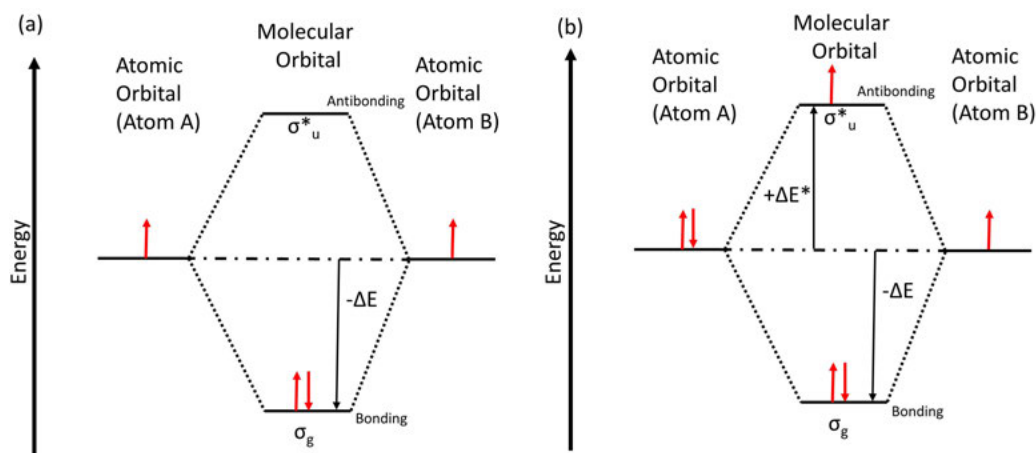 (a)
Molecular
Orbital
Atomic
Orbital
(Atom A)
Atomic
Orbital
(Atom B)
Antibonding
σ*u
Energy
-ΔE
Bonding
σg
(b)
Molecular
Orbital
Atomic
Orbital
(Atom A)
Atomic
Orbital
(Atom B)
Antibonding
σ*u
+ΔE*
Energy
-ΔE
Bonding
σg